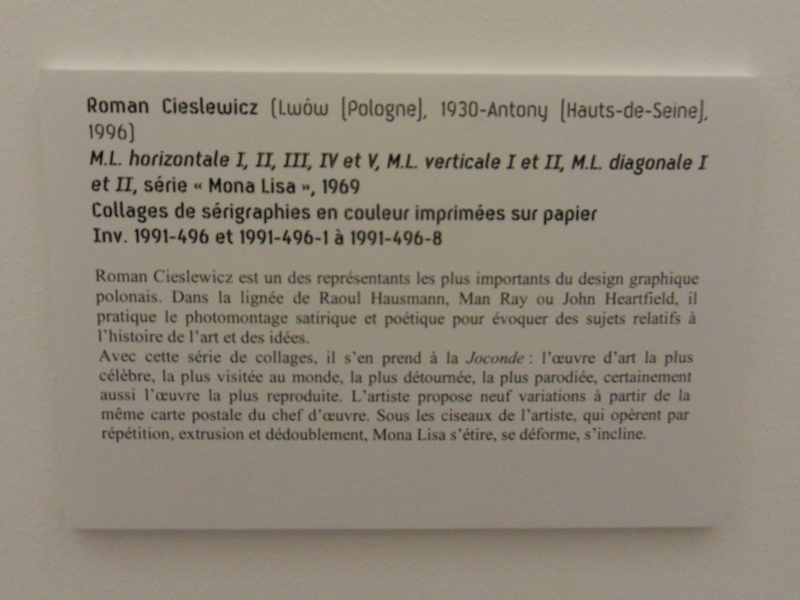 Roman Cieslewicz (Lwów (Pologne), 1930-Antony (Hauts-de-Seine),
1996)
M.L. horizontale I, II, III, IV et V, M.L. verticale I et II, M.L. diagonale I
et II, série « Mona Lisa », 1969
Collages de sérigraphies en couleur imprimées sur papier
Inv. 1991-496 et 1991-496-1 à 1991-496-8
Roman Cieslewicz est un des représentants les plus importants du design graphique
polonais. Dans la lignée de Raoul Hausmann, Man Ray ou John Heartfield, il
pratique le photomontage satirique et poétique pour évoquer des sujets relatifs à
l'histoire de l'art et des idées.
Avec cette série de collages, il s'en prend à la Joconde : l'œuvre d'art la plus
célèbre, la plus visitée au monde, la plus détournée, la plus parodiée, certainement
aussi l'œuvre la plus reproduite. L'artiste propose neuf variations à partir de la
même carte postale du chef d'œuvre. Sous les ciseaux de l'artiste, qui opèrent par
répétition, extrusion et dédoublement, Mona Lisa s'étire, se déforme, s'incline.